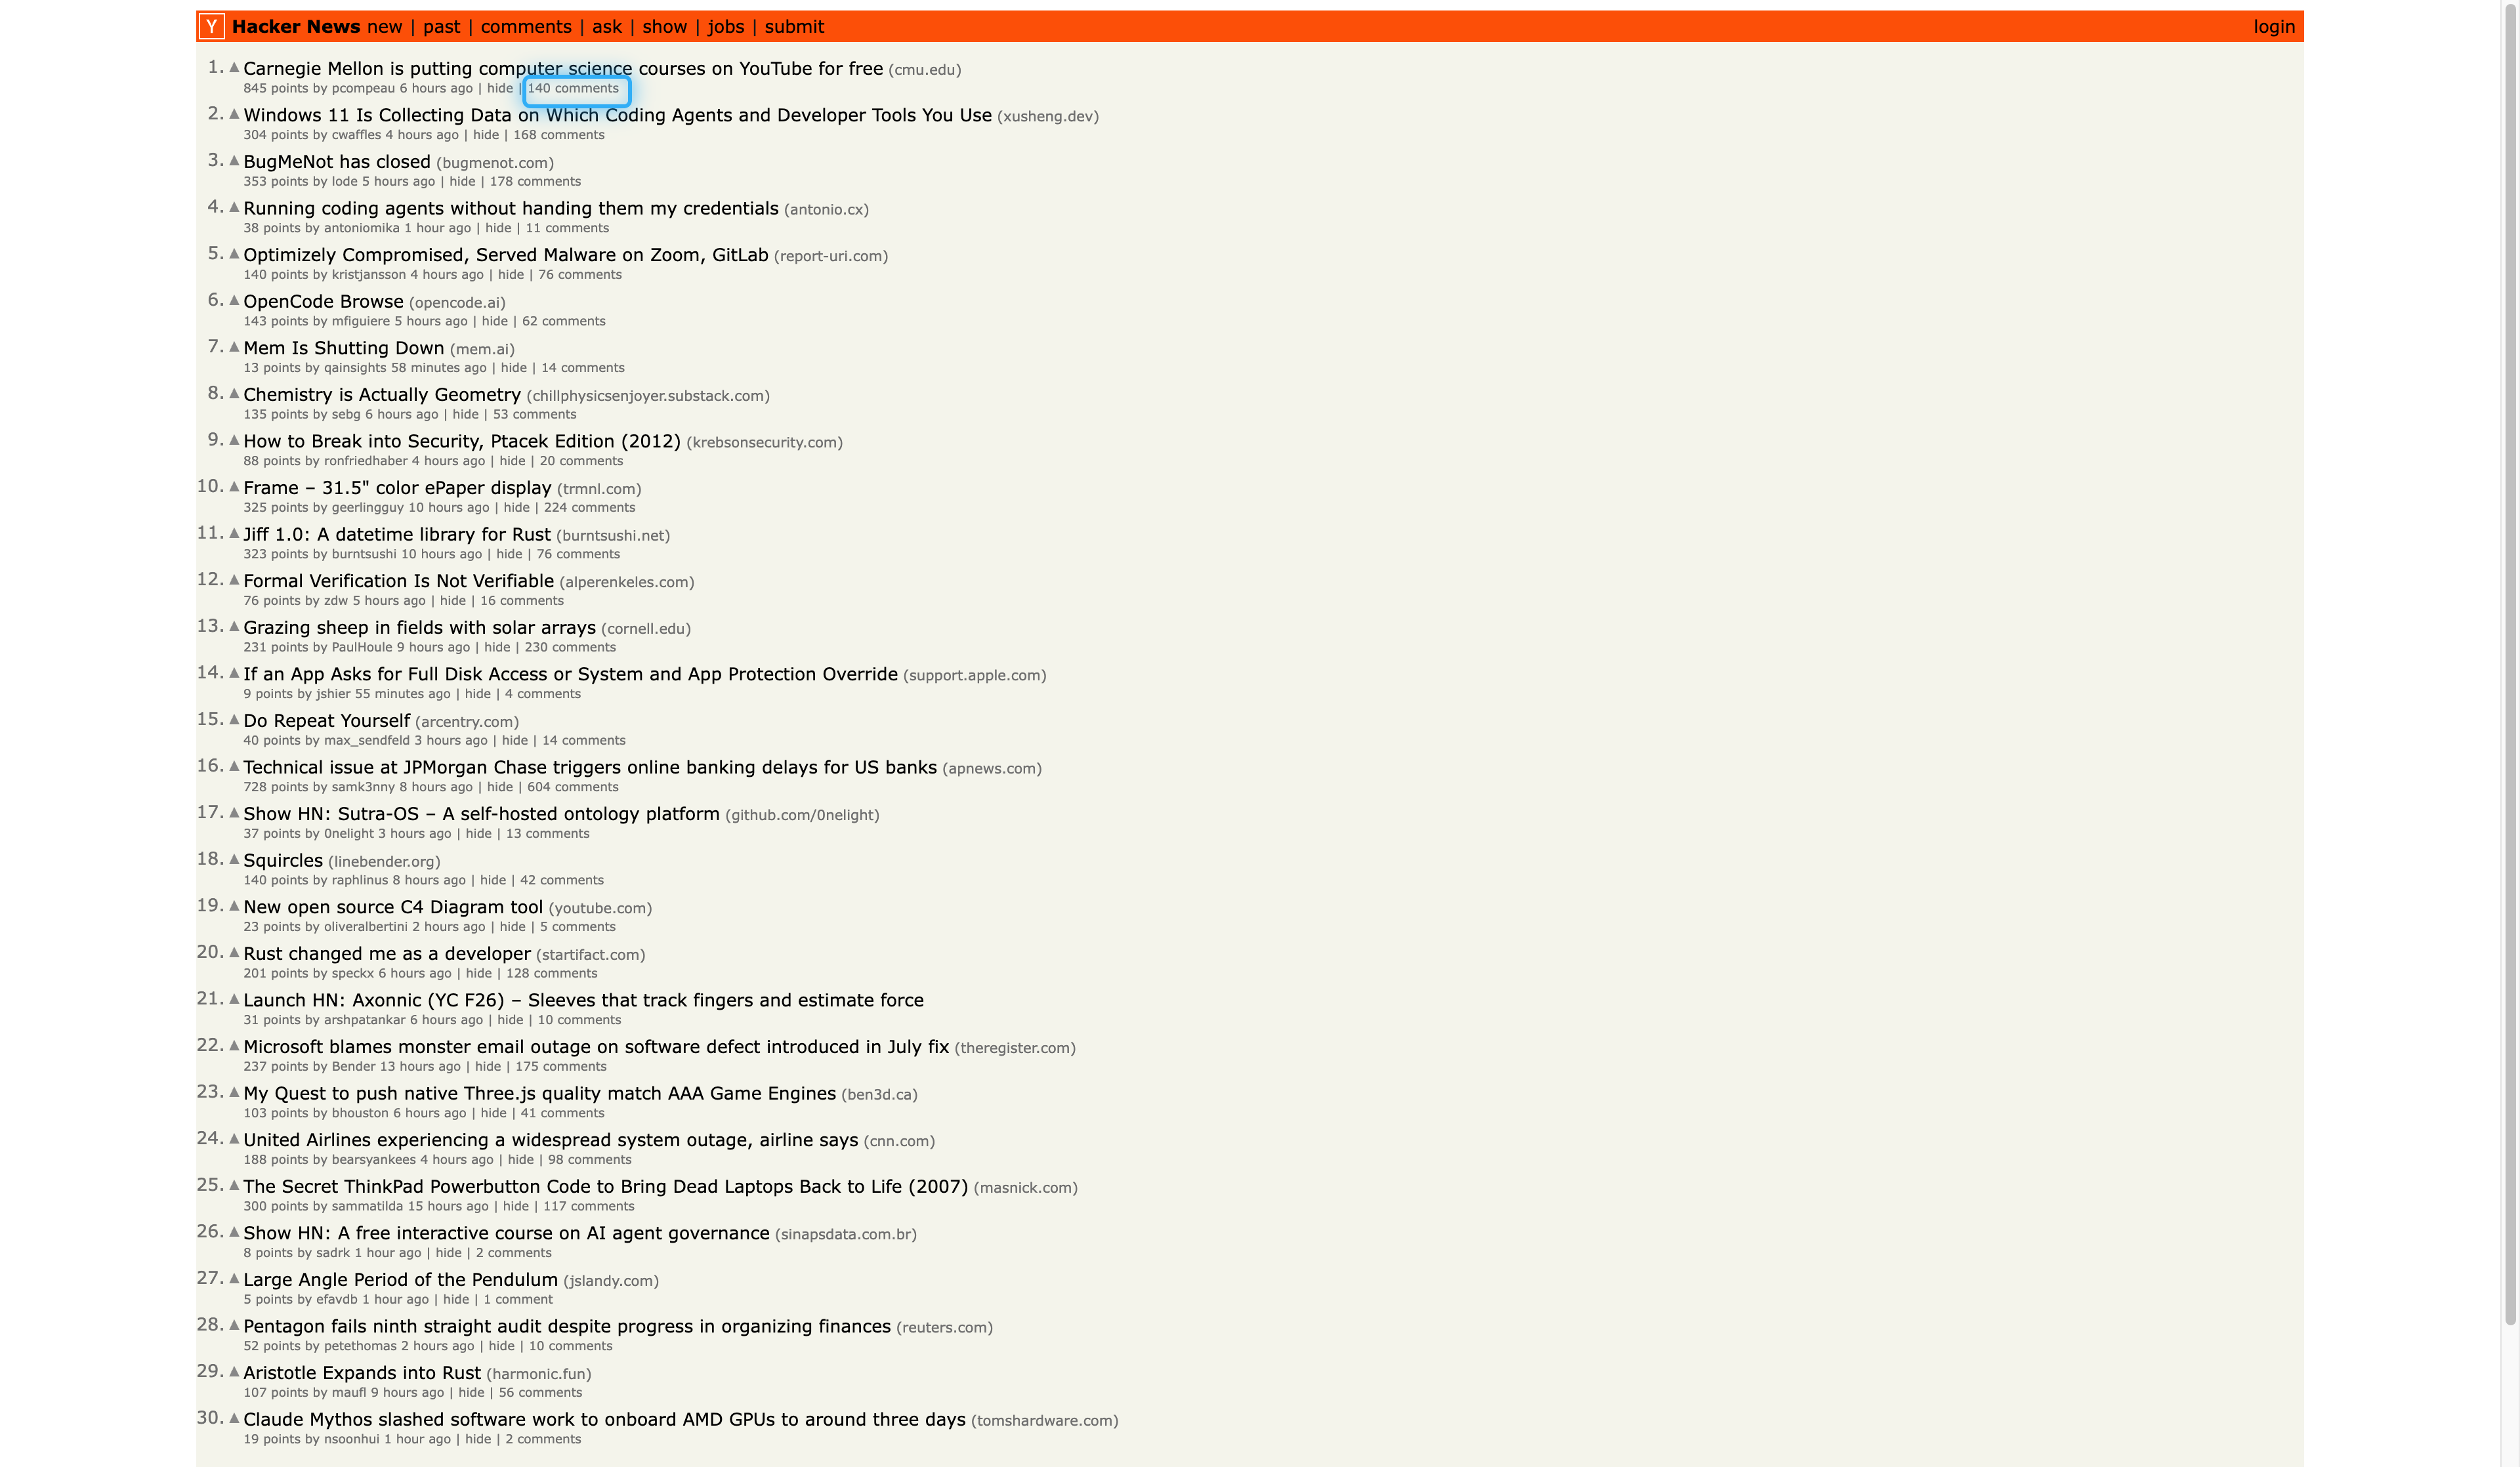 Y Hacker News new | past | comments | ask | show | jobs | submit login
1. ▲ Carnegie Mellon is putting computer science courses on YouTube for free (cmu.edu)
845 points by pcompeau 6 hours ago | hide | 140 comments
2. ▲ Windows 11 Is Collecting Data on Which Coding Agents and Developer Tools You Use (xusheng.dev)
304 points by cwaffles 4 hours ago | hide | 168 comments
3. ▲ BugMeNot has closed (bugmenot.com)
353 points by lode 5 hours ago | hide | 178 comments
4. ▲ Running coding agents without handing them my credentials (antonio.cx)
38 points by antoniomika 1 hour ago | hide | 11 comments
5. ▲ Optimizely Compromised, Served Malware on Zoom, GitLab (report-uri.com)
140 points by kristjansson 4 hours ago | hide | 76 comments
6. ▲ OpenCode Browse (opencode.ai)
143 points by mfiguiere 5 hours ago | hide | 62 comments
7. ▲ Mem Is Shutting Down (mem.ai)
13 points by qainsights 58 minutes ago | hide | 14 comments
8. ▲ Chemistry is Actually Geometry (chillphysicsenjoyer.substack.com)
135 points by sebg 6 hours ago | hide | 53 comments
9. ▲ How to Break into Security, Ptacek Edition (2012) (krebsonsecurity.com)
88 points by ronfriedhaber 4 hours ago | hide | 20 comments
10. ▲ Frame – 31.5" color ePaper display (trmnl.com)
325 points by geerlingguy 10 hours ago | hide | 224 comments
11. ▲ Jiff 1.0: A datetime library for Rust (burntsushi.net)
323 points by burntsushi 10 hours ago | hide | 76 comments
12. ▲ Formal Verification Is Not Verifiable (alperenkeles.com)
76 points by zdw 5 hours ago | hide | 16 comments
13. ▲ Grazing sheep in fields with solar arrays (cornell.edu)
231 points by PaulHoule 9 hours ago | hide | 230 comments
14. ▲ If an App Asks for Full Disk Access or System and App Protection Override (support.apple.com)
9 points by jshier 55 minutes ago | hide | 4 comments
15. ▲ Do Repeat Yourself (arcentry.com)
40 points by max_sendfeld 3 hours ago | hide | 14 comments
16. ▲ Technical issue at JPMorgan Chase triggers online banking delays for US banks (apnews.com)
728 points by samk3nny 8 hours ago | hide | 604 comments
17. ▲ Show HN: Sutra-OS – A self-hosted ontology platform (github.com/0nelight)
37 points by 0nelight 3 hours ago | hide | 13 comments
18. ▲ Squircles (linebender.org)
140 points by raphlinus 8 hours ago | hide | 42 comments
19. ▲ New open source C4 Diagram tool (youtube.com)
23 points by oliveralbertini 2 hours ago | hide | 5 comments
20. ▲ Rust changed me as a developer (startifact.com)
201 points by speckx 6 hours ago | hide | 128 comments
21. ▲ Launch HN: Axonnic (YC F26) – Sleeves that track fingers and estimate force
31 points by arshpatankar 6 hours ago | hide | 10 comments
22. ▲ Microsoft blames monster email outage on software defect introduced in July fix (theregister.com)
237 points by Bender 13 hours ago | hide | 175 comments
23. ▲ My Quest to push native Three.js quality match AAA Game Engines (ben3d.ca)
103 points by bhouston 6 hours ago | hide | 41 comments
24. ▲ United Airlines experiencing a widespread system outage, airline says (cnn.com)
188 points by bearsyankees 4 hours ago | hide | 98 comments
25. ▲ The Secret ThinkPad Powerbutton Code to Bring Dead Laptops Back to Life (2007) (masnick.com)
300 points by sammatilda 15 hours ago | hide | 117 comments
26. ▲ Show HN: A free interactive course on AI agent governance (sinapsdata.com.br)
8 points by sadrk 1 hour ago | hide | 2 comments
27. ▲ Large Angle Period of the Pendulum (jslandy.com)
5 points by efavdb 1 hour ago | hide | 1 comment
28. ▲ Pentagon fails ninth straight audit despite progress in organizing finances (reuters.com)
52 points by petethomas 2 hours ago | hide | 10 comments
29. ▲ Aristotle Expands into Rust (harmonic.fun)
107 points by maufl 9 hours ago | hide | 56 comments
30. ▲ Claude Mythos slashed software work to onboard AMD GPUs to around three days (tomshardware.com)
19 points by nsoonhui 1 hour ago | hide | 2 comments